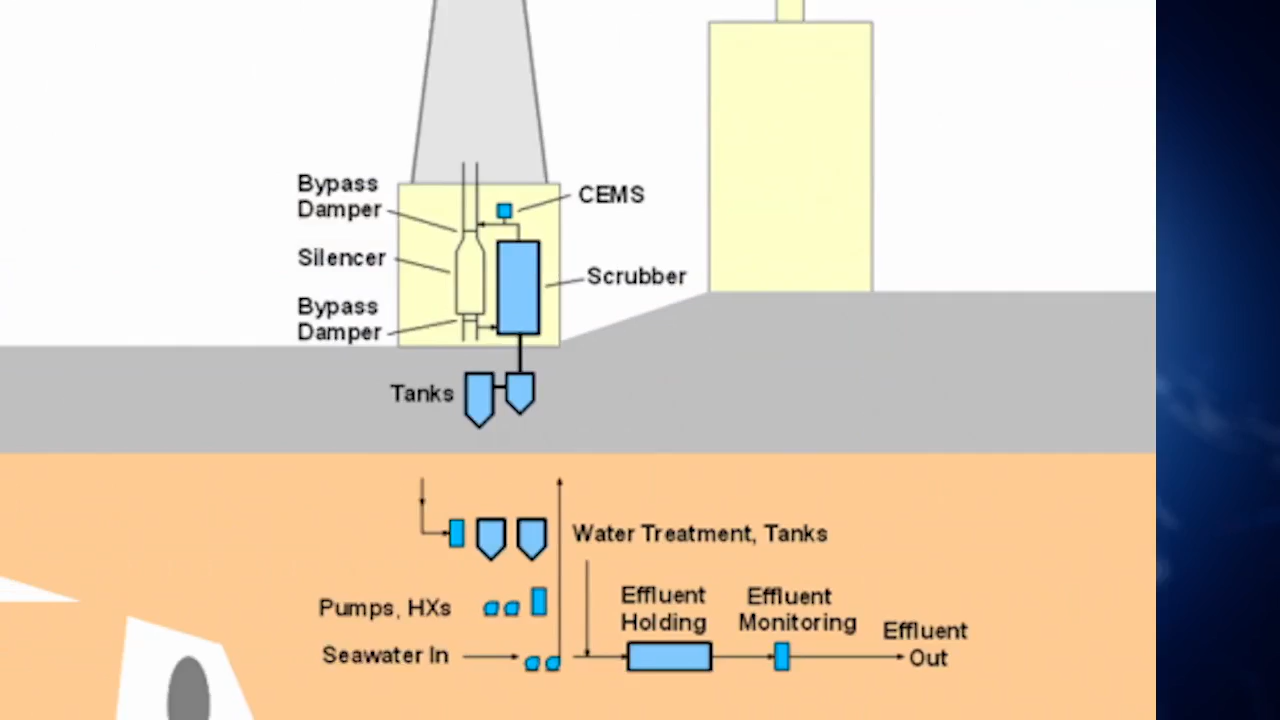 Bypass
Damper
CEMS
Silencer
Scrubber
Bypass
Damper
Tanks
Water Treatment, Tanks
Pumps, HXs
Effluent
Holding
Effluent
Monitoring
Seawater In
Effluent
Out